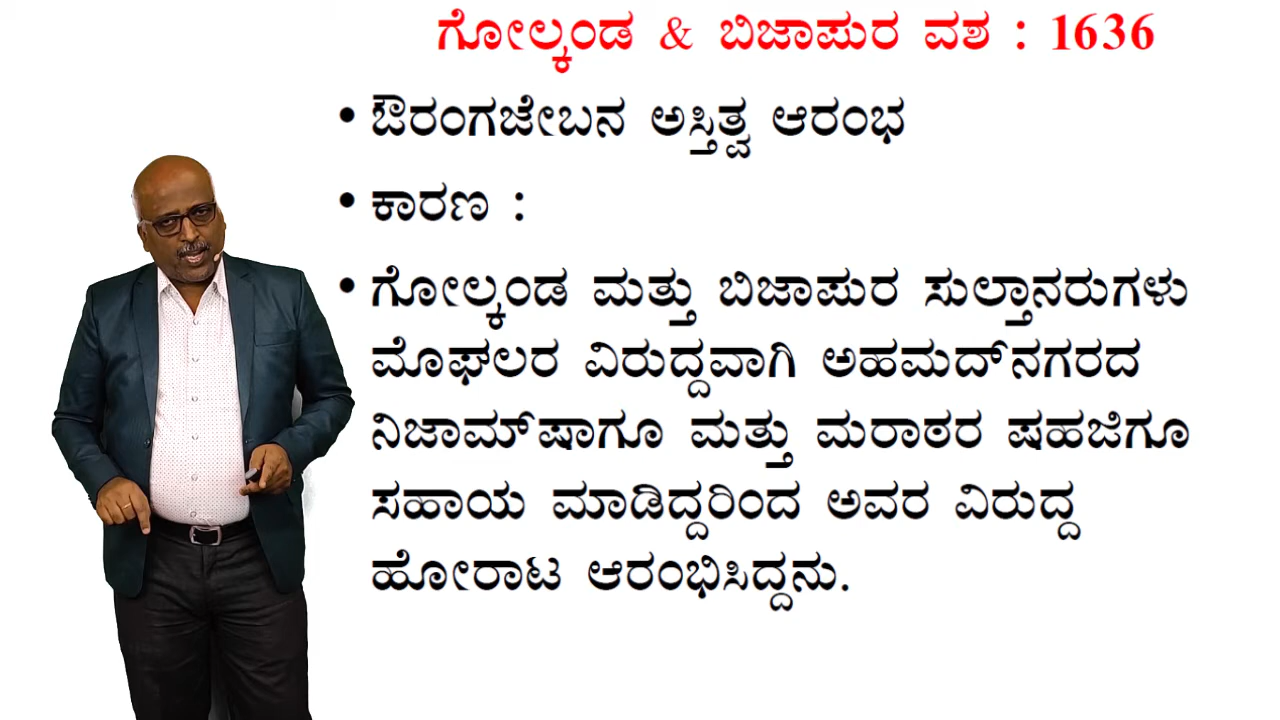 ಗೋಲ್ಕಂಡ & ಬಿಜಾಪುರ ವಶ : 1636
• ಔರಂಗಜೇಬನ ಅಸ್ತಿತ್ವ ಆರಂಭ
• ಕಾರಣ :
• ಗೋಲ್ಕಂಡ ಮತ್ತು ಬಿಜಾಪುರ ಸುಲ್ತಾನರುಗಳು
ಮೊಘಲರ ವಿರುದ್ದವಾಗಿ ಅಹಮದ್‌ನಗರದ
ನಿಜಾಮ್‌ಷಾಗೂ ಮತ್ತು ಮರಾಠರ ಷಹಜಿಗೂ
ಸಹಾಯ ಮಾಡಿದ್ದರಿಂದ ಅವರ ವಿರುದ್ದ
ಹೋರಾಟ ಆರಂಭಿಸಿದ್ದನು.